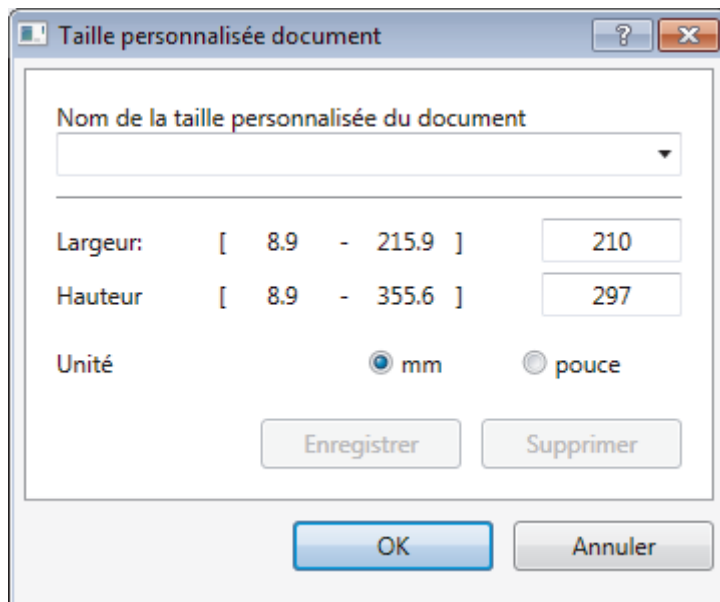 Taille personnalisée document
Nom de la taille personnalisée du document
Largeur: [ 8.9 - 215.9 ] 210
Hauteur [ 8.9 - 355.6 ] 297
Unité mm pouce
Enregistrer Supprimer
OK Annuler